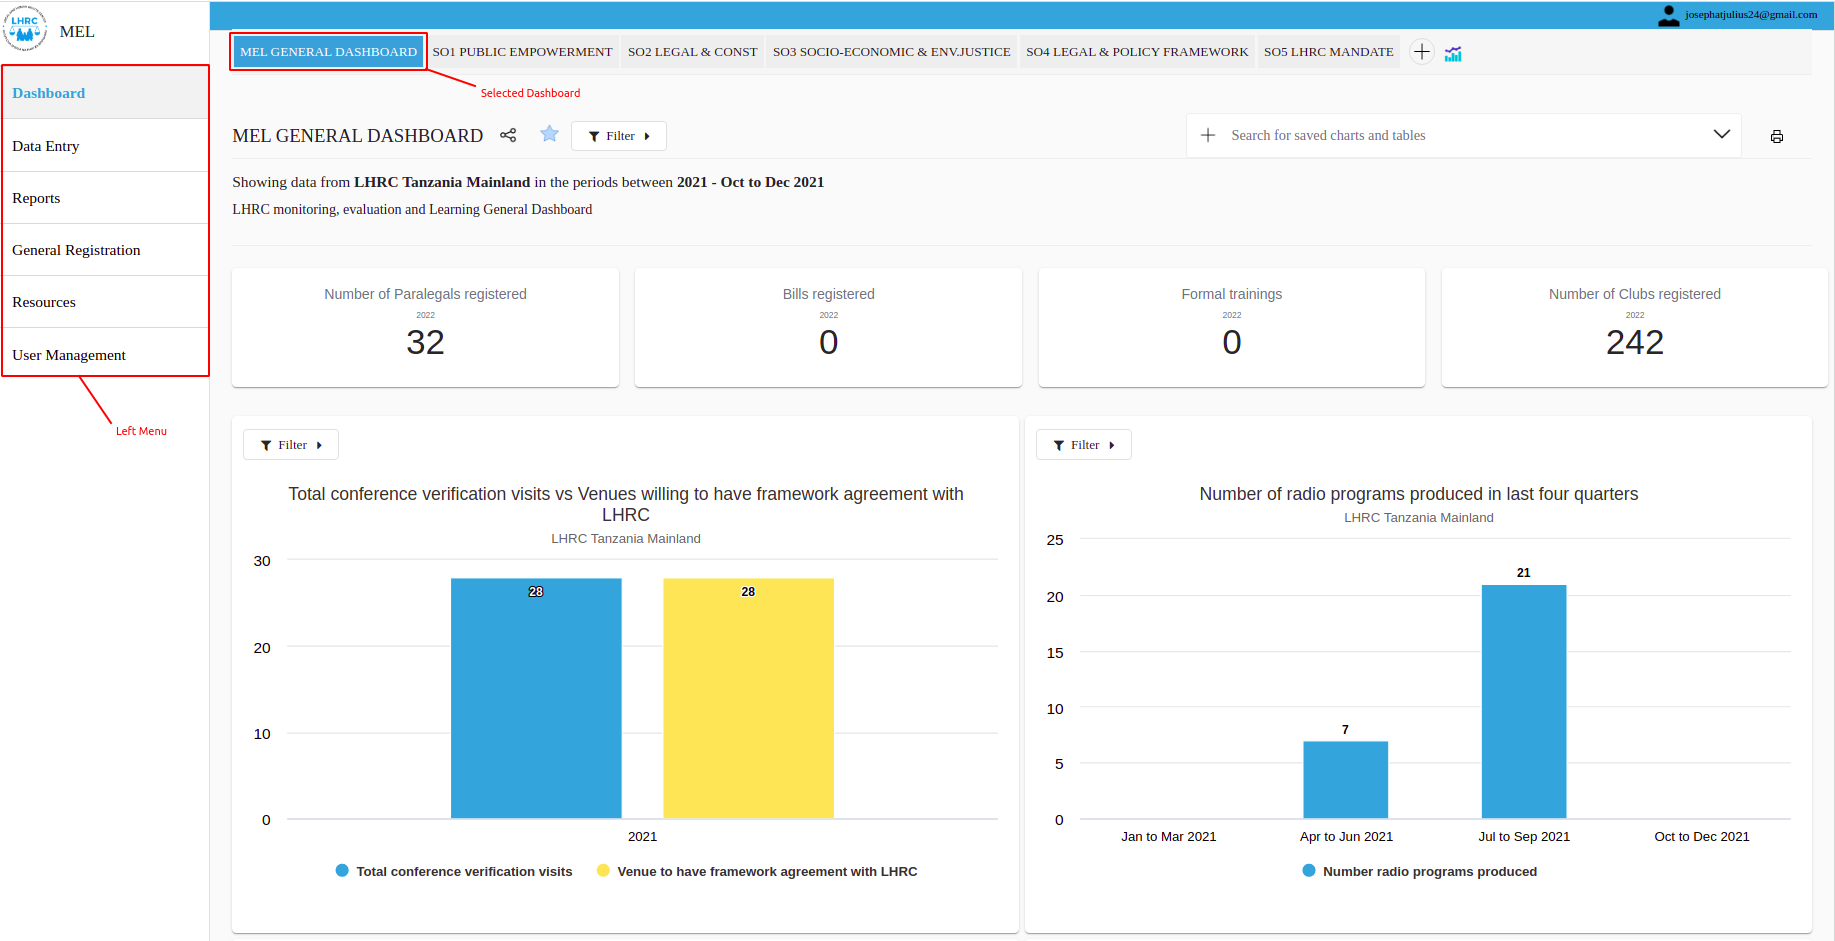 LHRC
MEL
josephatjulius24@gmail.com
MEL GENERAL DASHBOARD
SO1 PUBLIC EMPOWERMENT
SO2 LEGAL & CONST
SO3 SOCIO-ECONOMIC & ENV.JUSTICE
SO4 LEGAL & POLICY FRAMEWORK
SO5 LHRC MANDATE
Selected Dashboard
Dashboard
Data Entry
Reports
General Registration
Resources
User Management
Left Menu
MEL GENERAL DASHBOARD
Filter
Search for saved charts and tables
Showing data from LHRC Tanzania Mainland in the periods between 2021 - Oct to Dec 2021
LHRC monitoring, evaluation and Learning General Dashboard
Number of Paralegals registered
2022
32
Bills registered
2022
0
Formal trainings
2022
0
Number of Clubs registered
2022
242
Filter
Total conference verification visits vs Venues willing to have framework agreement with
LHRC
LHRC Tanzania Mainland
30
20
10
0
28
28
2021
Total conference verification visits
Venue to have framework agreement with LHRC
Filter
Number of radio programs produced in last four quarters
LHRC Tanzania Mainland
25
20
15
10
5
0
7
21
Jan to Mar 2021
Apr to Jun 2021
Jul to Sep 2021
Oct to Dec 2021
Number radio programs produced